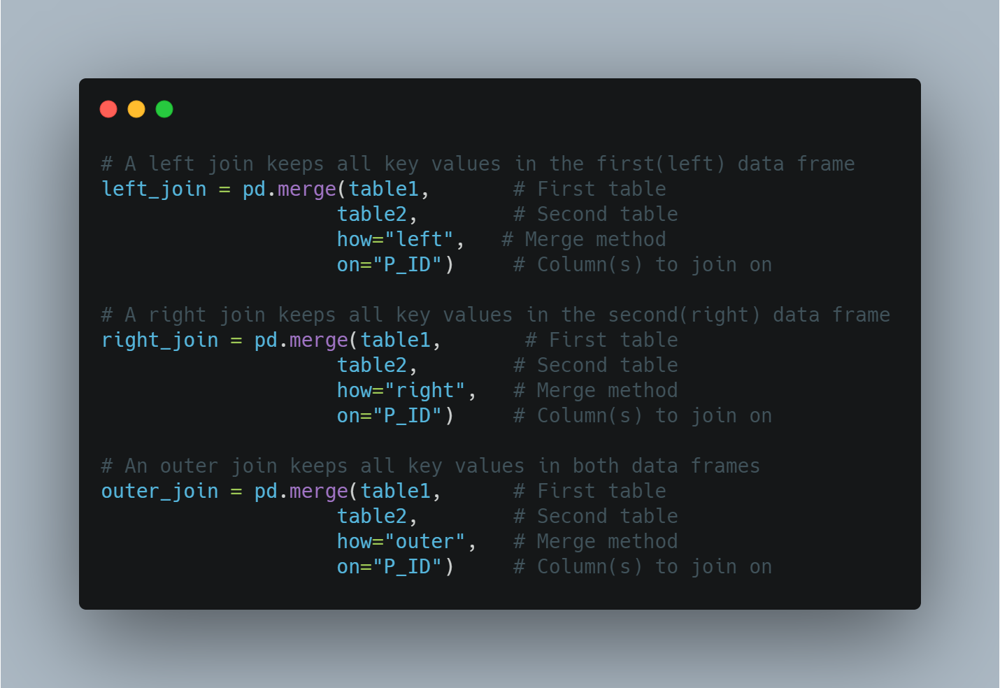 # A left join keeps all key values in the first(left) data frame
left_join = pd.merge(table1,       # First table
                    table2,        # Second table
                    how="left",   # Merge method
                    on="P_ID")     # Column(s) to join on

# A right join keeps all key values in the second(right) data frame
right_join = pd.merge(table1,       # First table
                    table2,        # Second table
                    how="right",   # Merge method
                    on="P_ID")     # Column(s) to join on

# An outer join keeps all key values in both data frames
outer_join = pd.merge(table1,      # First table
                    table2,        # Second table
                    how="outer",   # Merge method
                    on="P_ID")     # Column(s) to join on